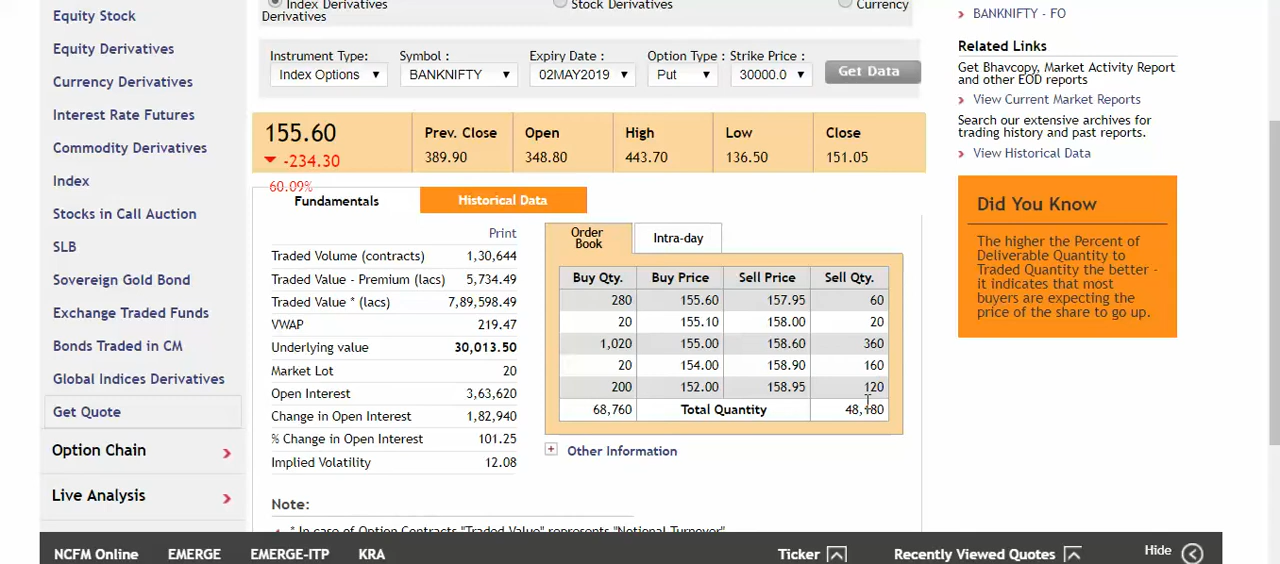 Equity Stock
Equity Derivatives
Currency Derivatives
Interest Rate Futures
Commodity Derivatives
Index
Stocks in Call Auction
SLB
Sovereign Gold Bond
Exchange Traded Funds
Bonds Traded in CM
Global Indices Derivatives
Get Quote
Option Chain
Live Analysis
Index Derivatives Stock Derivatives Currency
Derivatives
Instrument Type: Symbol : Expiry Date : Option Type : Strike Price :
Index Options BANKNIFTY 02MAY2019 Put 30000.0 Get Data
155.60 Prev. Close Open High Low Close
-234.30 389.90 348.80 443.70 136.50 151.05
60.09%
Fundamentals Historical Data
Print
Traded Volume (contracts) 1,30,644
Traded Value - Premium (lacs) 5,734.49
Traded Value * (lacs) 7,89,598.49
VWAP 219.47
Underlying value 30,013.50
Market Lot 20
Open Interest 3,63,620
Change in Open Interest 1,82,940
% Change in Open Interest 101.25
Implied Volatility 12.08
Order
Book Intra-day
Buy Qty. Buy Price Sell Price Sell Qty.
280 155.60 157.95 60
20 155.10 158.00 20
1,020 155.00 158.60 360
20 154.00 158.90 160
200 152.00 158.95 120
68,760 Total Quantity
+ Other Information
Note:
* In case of Option Contracts "Traded Value" represents "Notional Turnover"
BANKNIFTY - FO
Related Links
Get Bhavcopy, Market Activity Report
and other EOD reports
View Current Market Reports
Search our extensive archives for
trading history and past reports.
View Historical Data
Did You Know
The higher the Percent of
Deliverable Quantity to
Traded Quantity the better -
it indicates that most
buyers are expecting the
price of the share to go up.
NCFM Online EMERGE EMERGE-ITP KRA Ticker Recently Viewed Quotes Hide